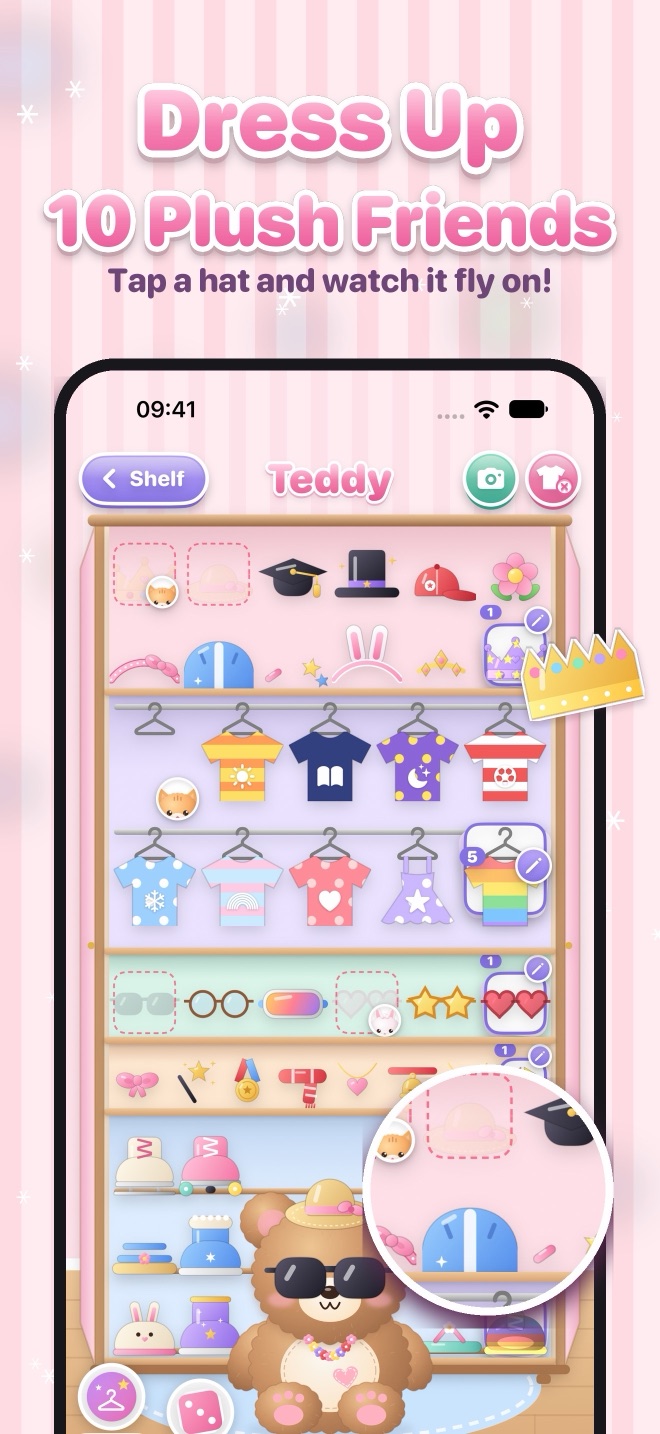 Dress Up
10 Plush Friends
Tap a hat and watch it fly on!
09:41
Shelf
Teddy
1
5
1
1